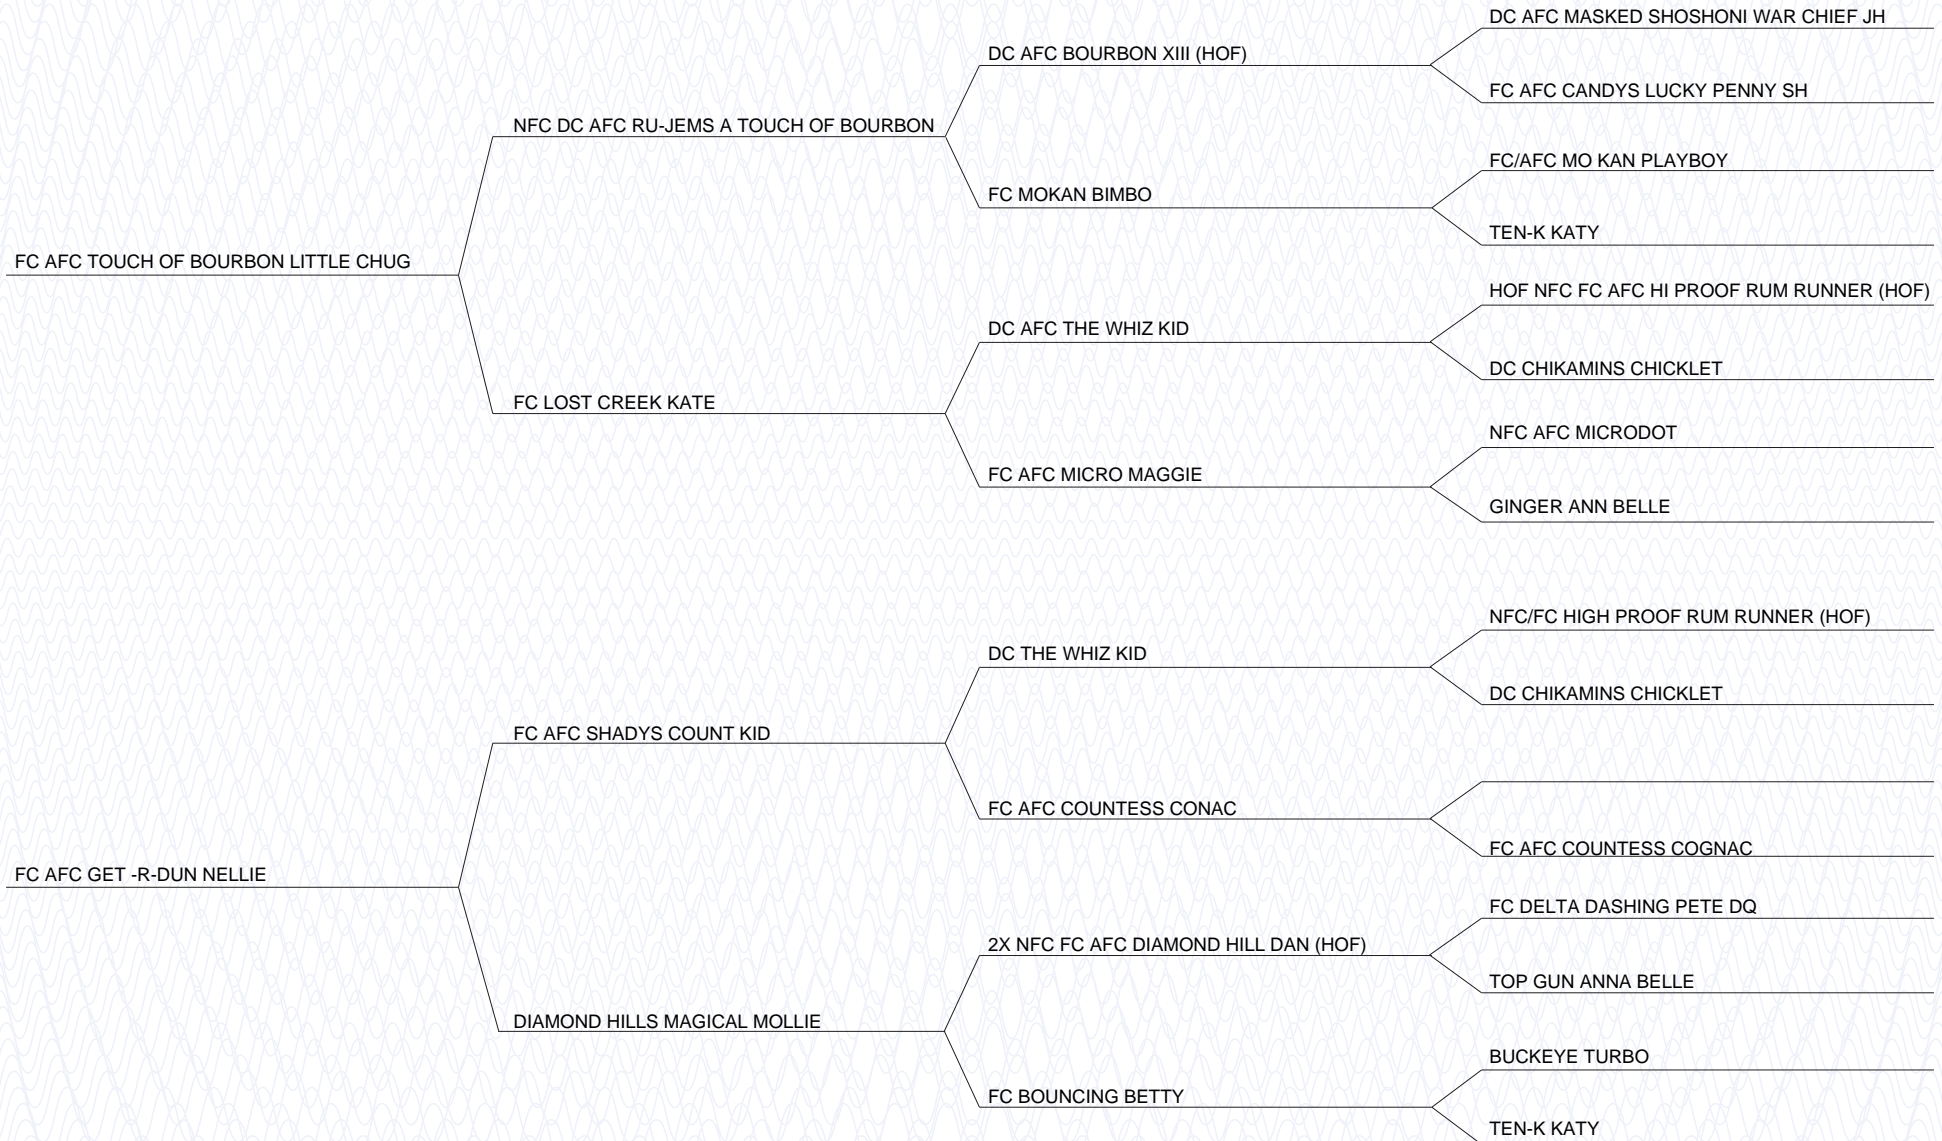 DC AFC MASKED SHOSHONI WAR CHIEF JH
DC AFC BOURBON XIII (HOF)
FC AFC CANDYS LUCKY PENNY SH
NFC DC AFC RU-JEMS A TOUCH OF BOURBON
FC/AFC MO KAN PLAYBOY
FC MOKAN BIMBO
TEN-K KATY
FC AFC TOUCH OF BOURBON LITTLE CHUG
HOF NFC FC AFC HI PROOF RUM RUNNER (HOF)
DC AFC THE WHIZ KID
DC CHIKAMINS CHICKLET
FC LOST CREEK KATE
NFC AFC MICRODOT
FC AFC MICRO MAGGIE
GINGER ANN BELLE
NFC/FC HIGH PROOF RUM RUNNER (HOF)
DC THE WHIZ KID
DC CHIKAMINS CHICKLET
FC AFC SHADYS COUNT KID
FC AFC COUNTESS CONAC
FC AFC COUNTESS COGNAC
FC AFC GET -R-DUN NELLIE
FC DELTA DASHING PETE DQ
2X NFC FC AFC DIAMOND HILL DAN (HOF)
TOP GUN ANNA BELLE
DIAMOND HILLS MAGICAL MOLLIE
BUCKEYE TURBO
FC BOUNCING BETTY
TEN-K KATY